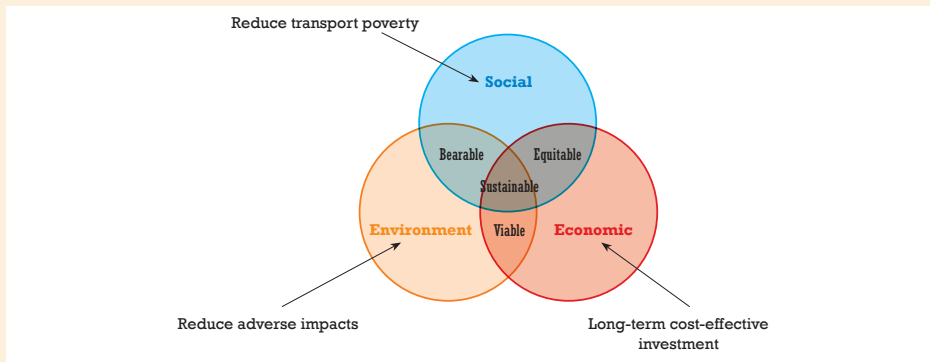 Reduce transport poverty
Social
Bearable
Equitable
Sustainable
Environment
Viable
Economic
Reduce adverse impacts
Long-term cost-effective
investment